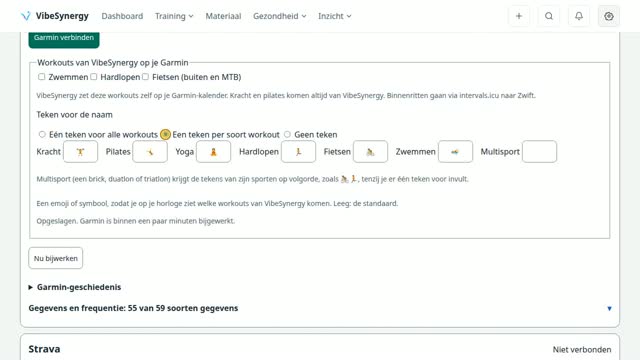 VibeSynergy Dashboard Training Materiaal Gezondheid Inzicht
Garmin verbinden
Workouts van VibeSynergy op je Garmin
Zwemmen Hardlopen Fietsen (buiten en MTB)
VibeSynergy zet deze workouts zelf op je Garmin-kalender. Kracht en pilates komen altijd van VibeSynergy. Binnenritten gaan via intervals.icu naar Zwift.
Teken voor de naam
Eén teken voor alle workouts Een teken per soort workout Geen teken
Kracht 🏋️ Pilates 🤸 Yoga 🧘 Hardlopen 🏃 Fietsen 🚴 Zwemmen 🏊 Multisport
Multisport (een brick, duatlon of triatlon) krijgt de tekens van zijn sporten op volgorde, zoals 🚴🏃, tenzij je er één teken voor invult.
Een emoji of symbool, zodat je op je horloge ziet welke workouts van VibeSynergy komen. Leeg: de standaard.
Opgeslagen. Garmin is binnen een paar minuten bijgewerkt.
Nu bijwerken
Garmin-geschiedenis
Gegevens en frequentie: 55 van 59 soorten gegevens
Strava Niet verbonden